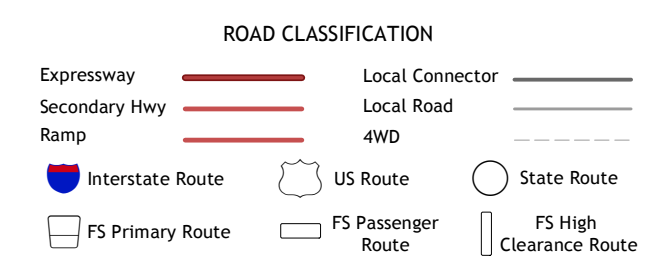 ROAD CLASSIFICATION
Expressway
Local Connector
Secondary Hwy
Local Road
Ramp
4WD
Interstate Route
US Route
State Route
FS Primary Route
FS Passenger
Route
FS High
Clearance Route